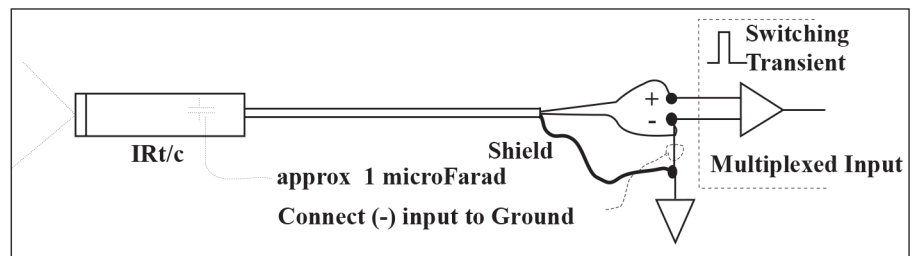 Switching
Transient
+
-
IRt/c
Shield
approx 1 microFarad
Multiplexed Input
Connect (-) input to Ground